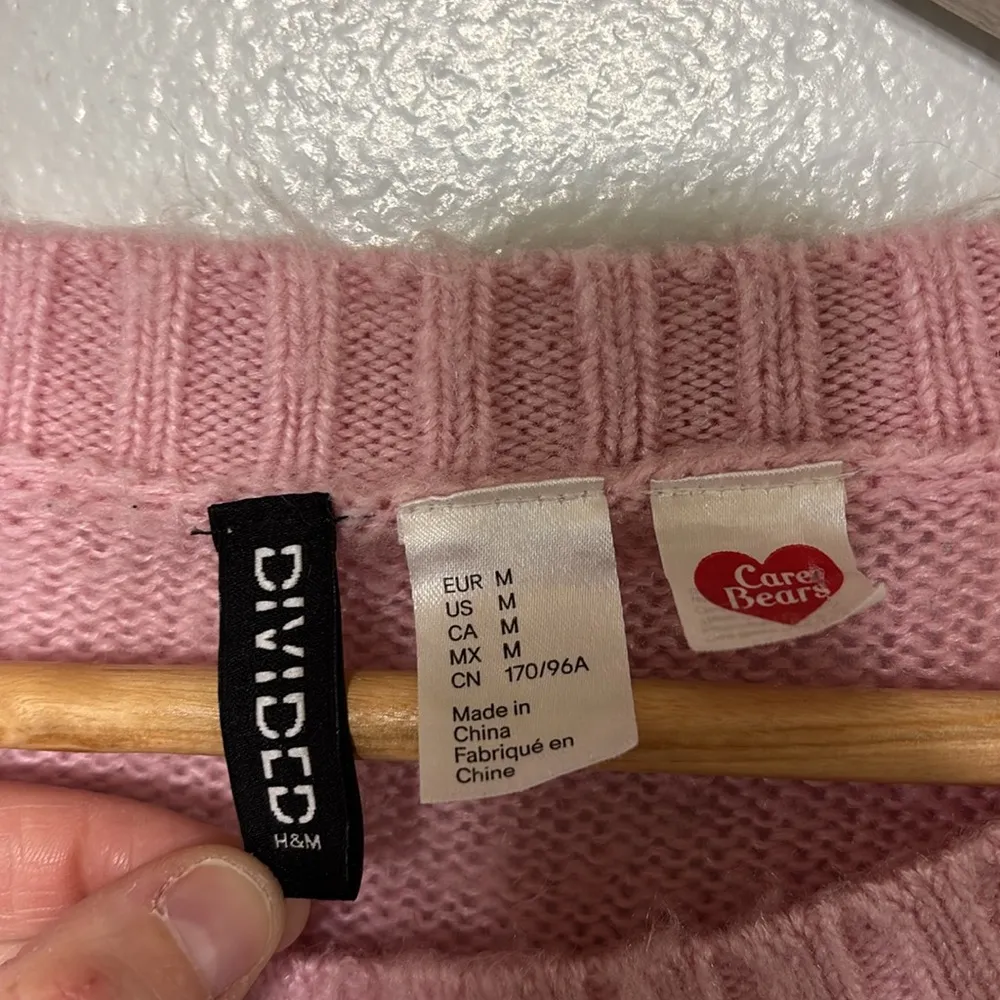 DIVIDED
H&M
EUR M
US M
CA M
MX M
CN 170/96A
Made in
China
Fabriqué en
Chine
Care
Bears